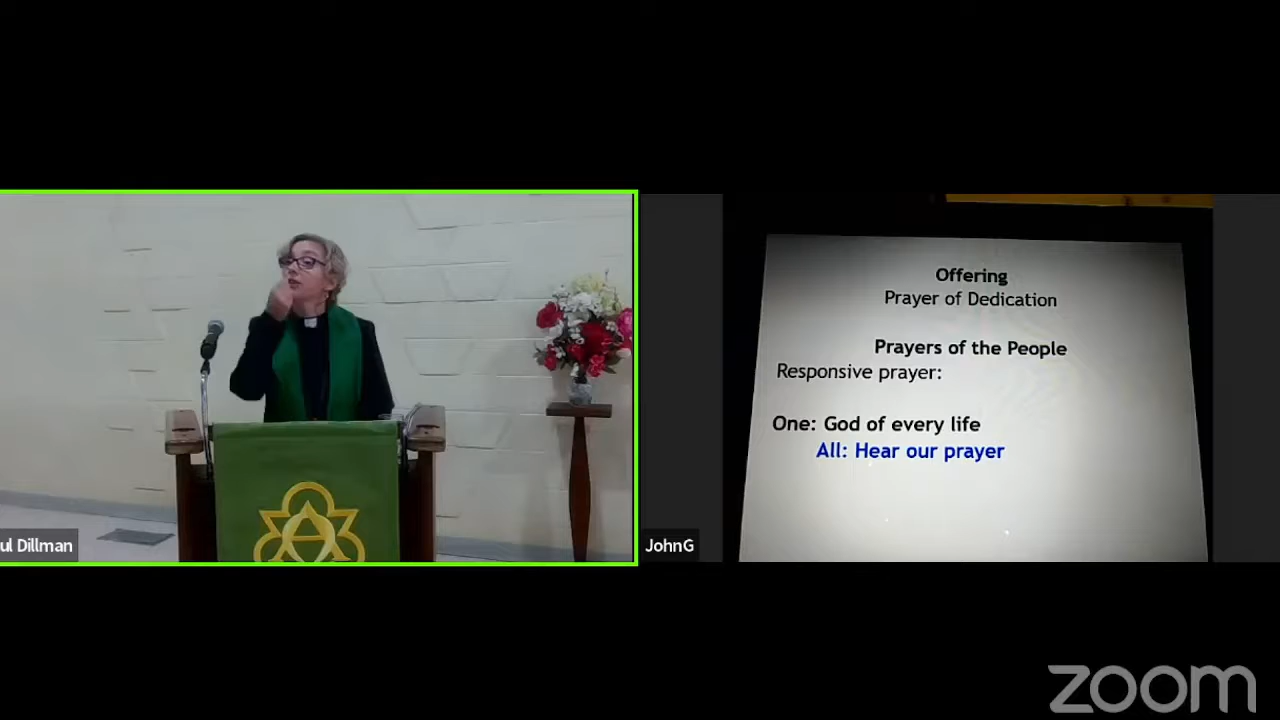 Offering
Prayer of Dedication
Prayers of the People
Responsive prayer:
One: God of every life
All: Hear our prayer
ul Dillman
JohnG
zoom